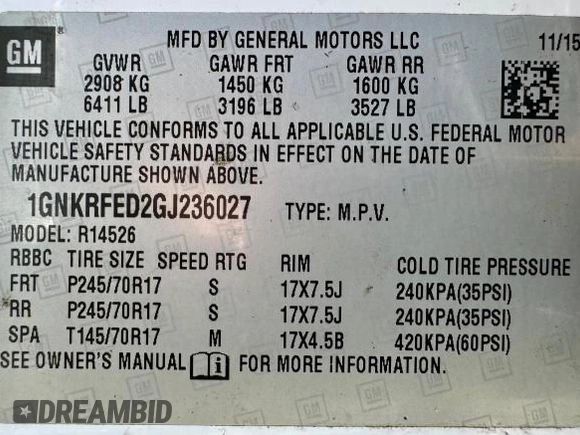 GM
MFD BY GENERAL MOTORS LLC 11/15
GVWR GAWR FRT GAWR RR
2908 KG 1450 KG 1600 KG
6411 LB 3196 LB 3527 LB
THIS VEHICLE CONFORMS TO ALL APPLICABLE U.S. FEDERAL MOTOR
VEHICLE SAFETY STANDARDS IN EFFECT ON THE DATE OF
MANUFACTURE SHOWN ABOVE.
1GNKRFED2GJ236027 TYPE: M.P.V.
MODEL: R14526
RBBC TIRE SIZE SPEED RTG RIM COLD TIRE PRESSURE
FRT P245/70R17 S 17X7.5J 240KPA(35PSI)
RR P245/70R17 S 17X7.5J 240KPA(35PSI)
SPA T145/70R17 M 17X4.5B 420KPA(60PSI)
SEE OWNER'S MANUAL FOR MORE INFORMATION.
DREAMBID